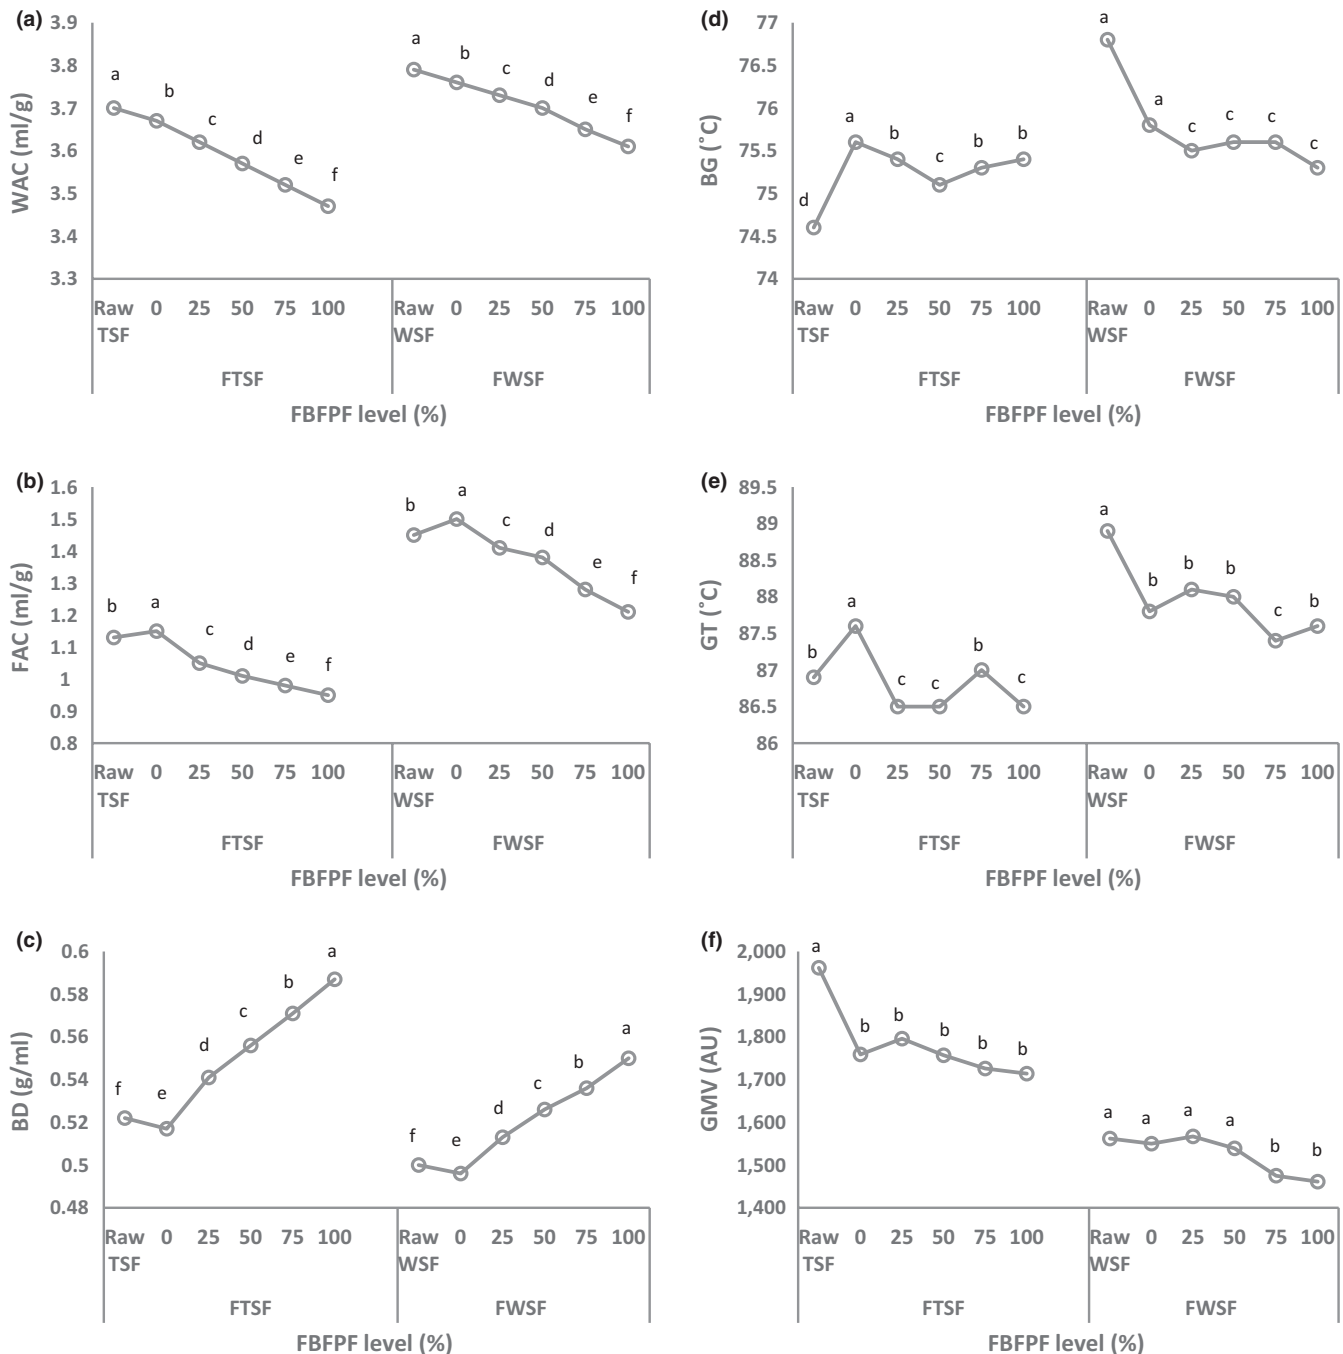 (a)
3.9
3.8
3.7
3.6
3.5
3.4
3.3
WAC (ml/g)
a b c d e f
a b c d e f
Raw TSF 0 25 50 75 100 Raw WSF 0 25 50 75 100
FTSF FWSF
FBFPF level (%)
(b)
1.6
1.5
1.4
1.3
1.2
1.1
1
0.9
0.8
FAC (ml/g)
b a c d e f
b a c d e f
Raw TSF 0 25 50 75 100 Raw WSF 0 25 50 75 100
FTSF FWSF
FBFPF level (%)
(c)
0.6
0.58
0.56
0.54
0.52
0.5
0.48
BD (g/ml)
f e d c b a
f e d c b a
Raw TSF 0 25 50 75 100 Raw WSF 0 25 50 75 100
FTSF FWSF
FBFPF level (%)
(d)
77
76.5
76
75.5
75
74.5
74
BG (˚C)
d a b c b b
a a c c c c
Raw TSF 0 25 50 75 100 Raw WSF 0 25 50 75 100
FTSF FWSF
FBFPF level (%)
(e)
89.5
89
88.5
88
87.5
87
86.5
86
GT (˚C)
b a c c b c
a b b b c b
Raw TSF 0 25 50 75 100 Raw WSF 0 25 50 75 100
FTSF FWSF
FBFPF level (%)
(f)
2,000
1,900
1,800
1,700
1,600
1,500
1,400
GMV (AU)
a b b b b b
a a a a b b
Raw TSF 0 25 50 75 100 Raw WSF 0 25 50 75 100
FTSF FWSF
FBFPF level (%)